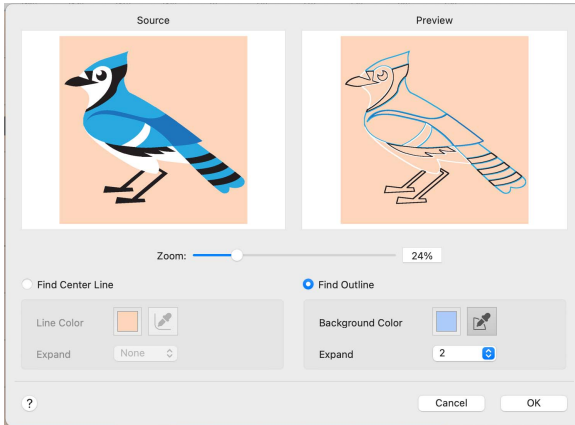 Source
Preview
Zoom:
24%
Find Center Line
Find Outline
Line Color
Background Color
Expand
None
Expand
2
?
Cancel
OK